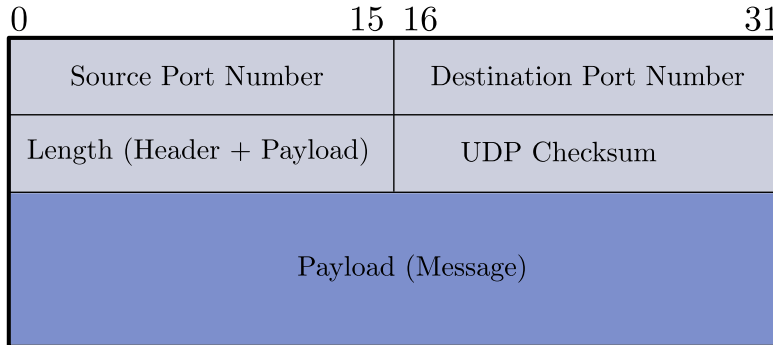 0 15 16 31
Source Port Number Destination Port Number
Length (Header + Payload) UDP Checksum
Payload (Message)